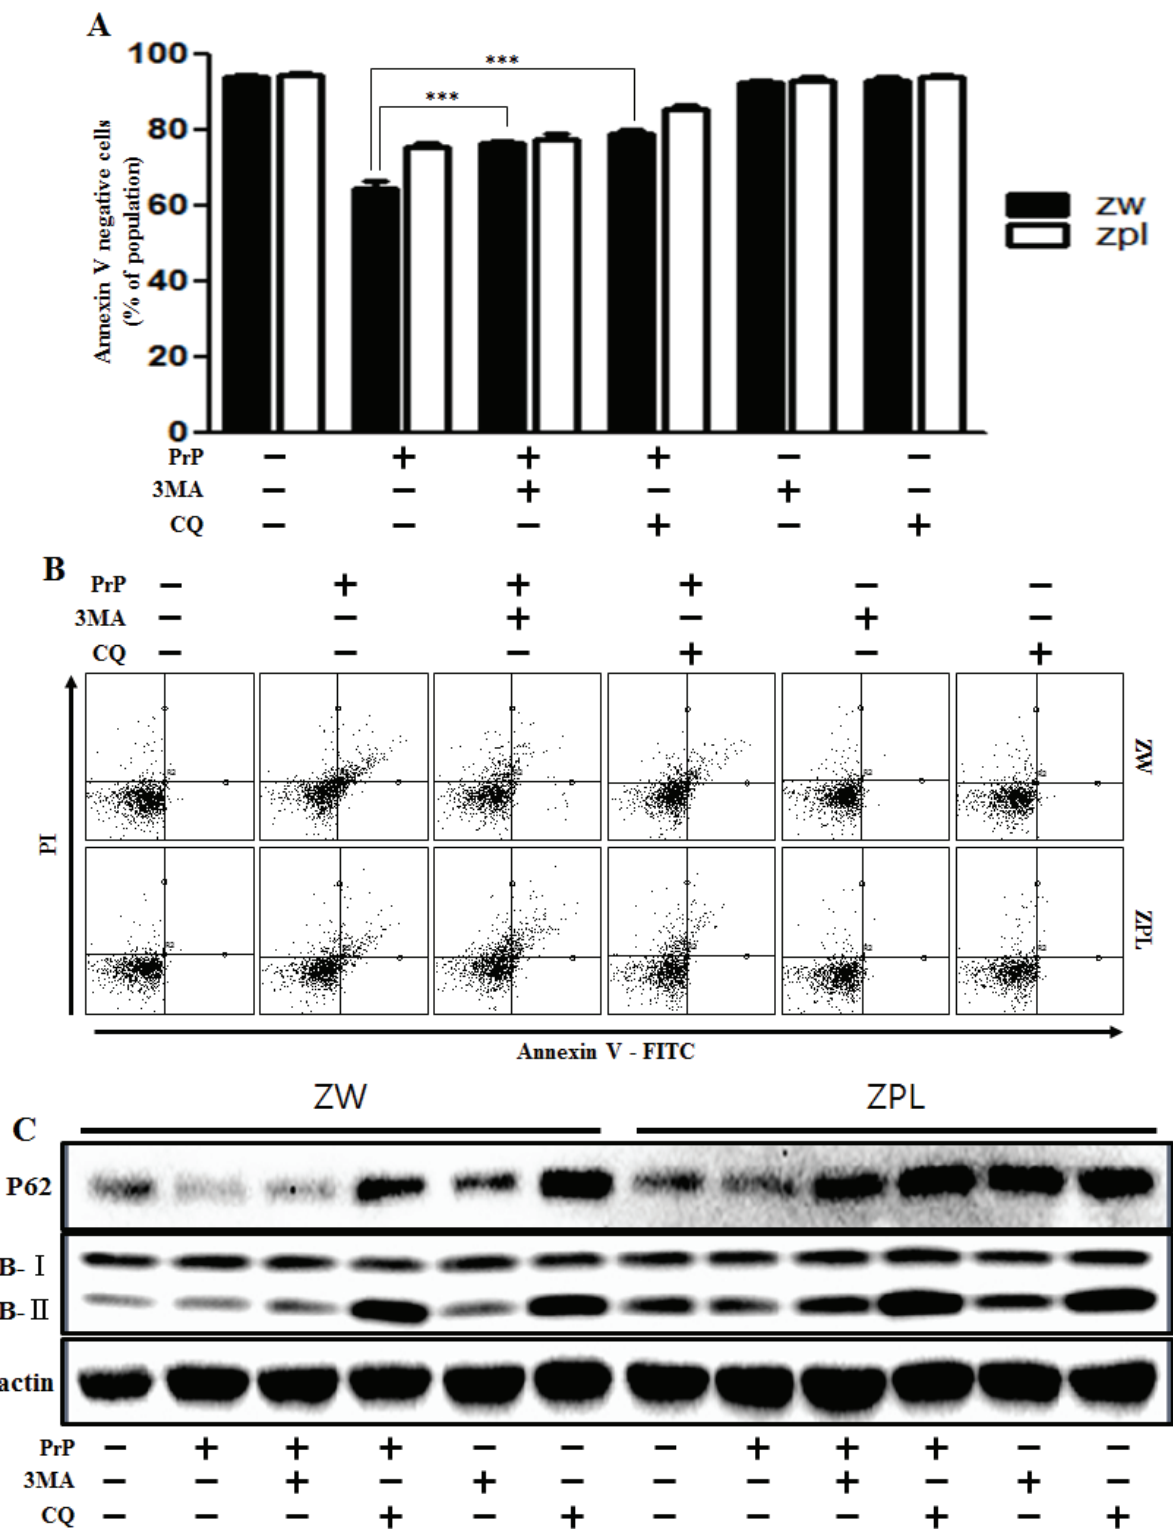 A
100
80
60
40
20
0
Annexin V negative cells
(% of population)
***
***
zw
zpl
PrP − + + + − −
3MA − − + − + −
CQ − − − + − +
B
PrP − + + + − −
3MA − − + − + −
CQ − − − + − +
ZW
ZPL
PI
Annexin V - FITC
ZW ZPL
C
P62
B-Ⅰ
B-Ⅱ
actin
PrP − + + + − − − + + + − −
3MA − − + − + − − − + − + −
CQ − − − + − + − − − + − +